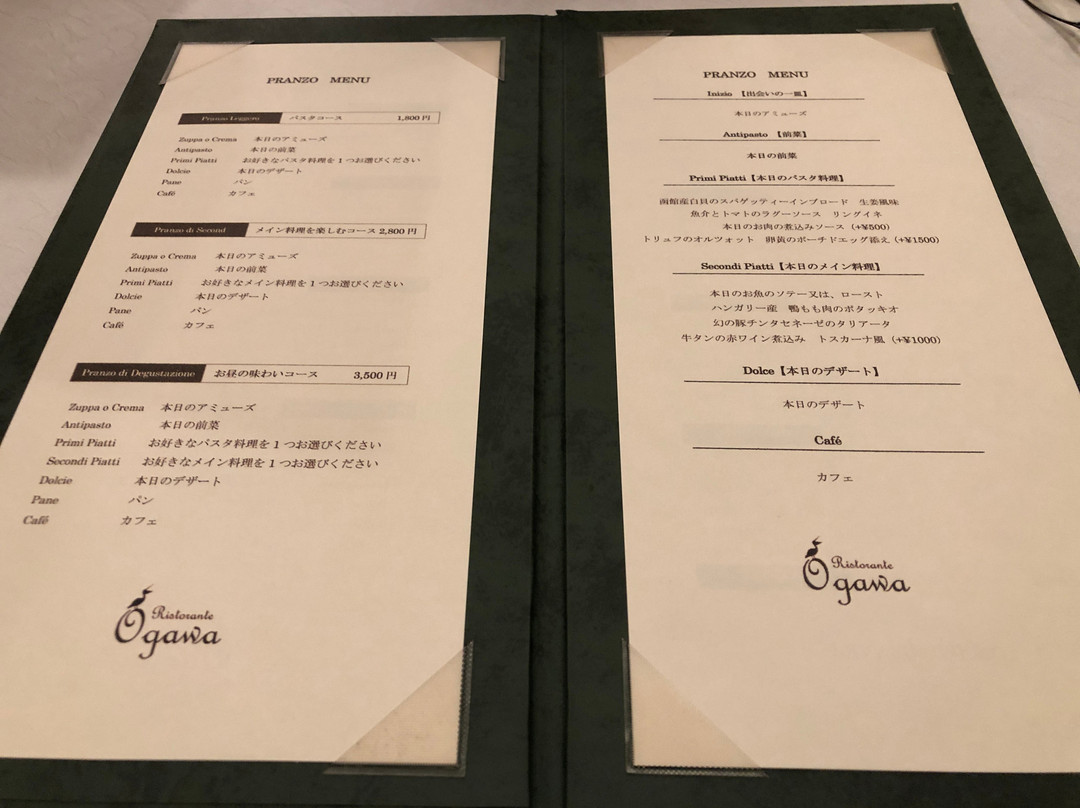 PRANZO MENU
Pranzo Leggeri パスタコース 1,800 円
Zuppa o Crema 本日のアミューズ
Antipasto 本日の前菜
Primi Piatti お好きなパスタ料理を1つお選びください
Dolcie 本日のデザート
Pane パン
Café カフェ
Pranzo di Second メイン料理を楽しむコース 2,800 円
Zuppa o Crema 本日のアミューズ
Antipasto 本日の前菜
Primi Piatti お好きなメイン料理を1つお選びください
Dolcie 本日のデザート
Pane パン
Café カフェ
Pranzo di Degustazione お昼の味わいコース 3,500 円
Zuppa o Crema 本日のアミューズ
Antipasto 本日の前菜
Primi Piatti お好きなパスタ料理を1つお選びください
Secondi Piatti お好きなメイン料理を1つお選びください
Dolcie 本日のデザート
Pane パン
Café カフェ
Ristorante
Ogawa
PRANZO MENU
Inizio 【出会いの一皿】
本日のアミューズ
Antipasto 【前菜】
本日の前菜
Primi Piatti【本日のパスタ料理】
函館産白貝のスパゲッティーインブロード 生姜風味
魚介とトマトのラグーソース リングイネ
本日のお肉の煮込みソース (+¥500)
トリュフのオルツォット 卵黄のポーチドエッグ添え (+¥1500)
Secondi Piatti【本日のメイン料理】
本日のお魚のソテー又は、ロースト
ハンガリー産 鴨もも肉のポタッキオ
幻の豚チンタセネーゼのタリアータ
牛タンの赤ワイン煮込み トスカーナ風 (+¥1000)
Dolce【本日のデザート】
本日のデザート
Café
カフェ
Ristorante
Ogawa